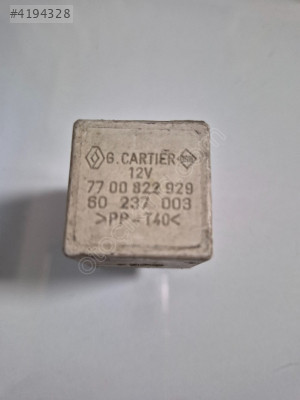 #4194328
G. CARTIER
12V
77 00 822 929
60 237 003
>PP-T40<